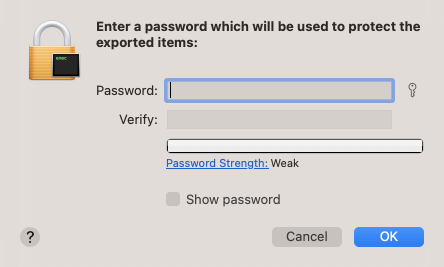 Enter a password which will be used to protect the
exported items:
Password:
Verify:
Password Strength: Weak
Show password
?
Cancel
OK